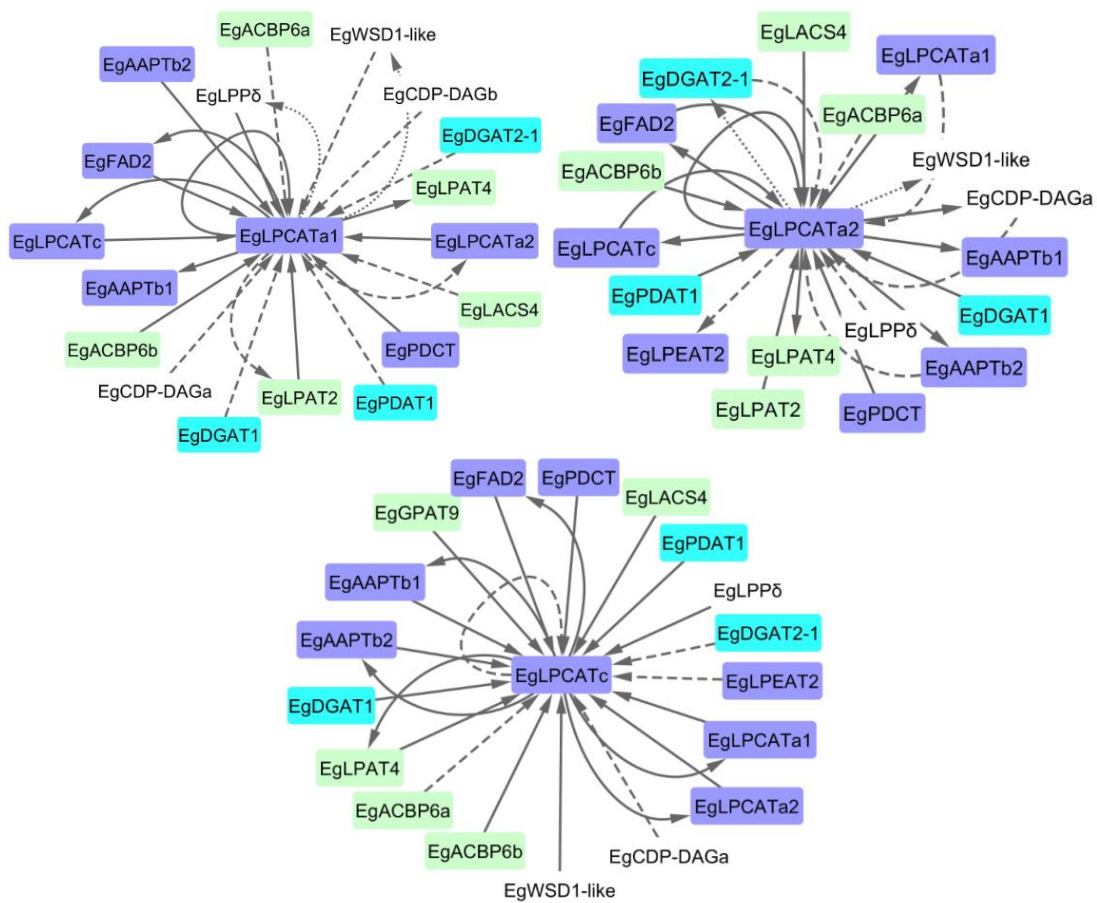 EgACBP6a
EgWSD1-like
EgAAPTb2
EgLPPδ
EgCDP-DAGb
EgDGAT2-1
EgFAD2
EgLPAT4
EgLPCATc
EgLPCATa1
EgLPCATa2
EgAAPTb1
EgLACS4
EgACBP6b
EgPDCT
EgCDP-DAGa
EgLPAT2
EgPDAT1
EgDGAT1
EgLACS4
EgLPCATa1
EgDGAT2-1
EgACBP6a
EgFAD2
EgWSD1-like
EgACBP6b
EgCDP-DAGa
EgLPCATa2
EgLPCATc
EgAAPTb1
EgPDAT1
EgDGAT1
EgLPPδ
EgLPEAT2
EgLPAT4
EgAAPTb2
EgLPAT2
EgPDCT
EgFAD2
EgPDCT
EgLACS4
EgGPAT9
EgPDAT1
EgAAPTb1
EgLPPδ
EgAAPTb2
EgDGAT2-1
EgLPCATc
EgLPEAT2
EgDGAT1
EgLPCATa1
EgLPAT4
EgLPCATa2
EgACBP6a
EgACBP6b
EgCDP-DAGa
EgWSD1-like